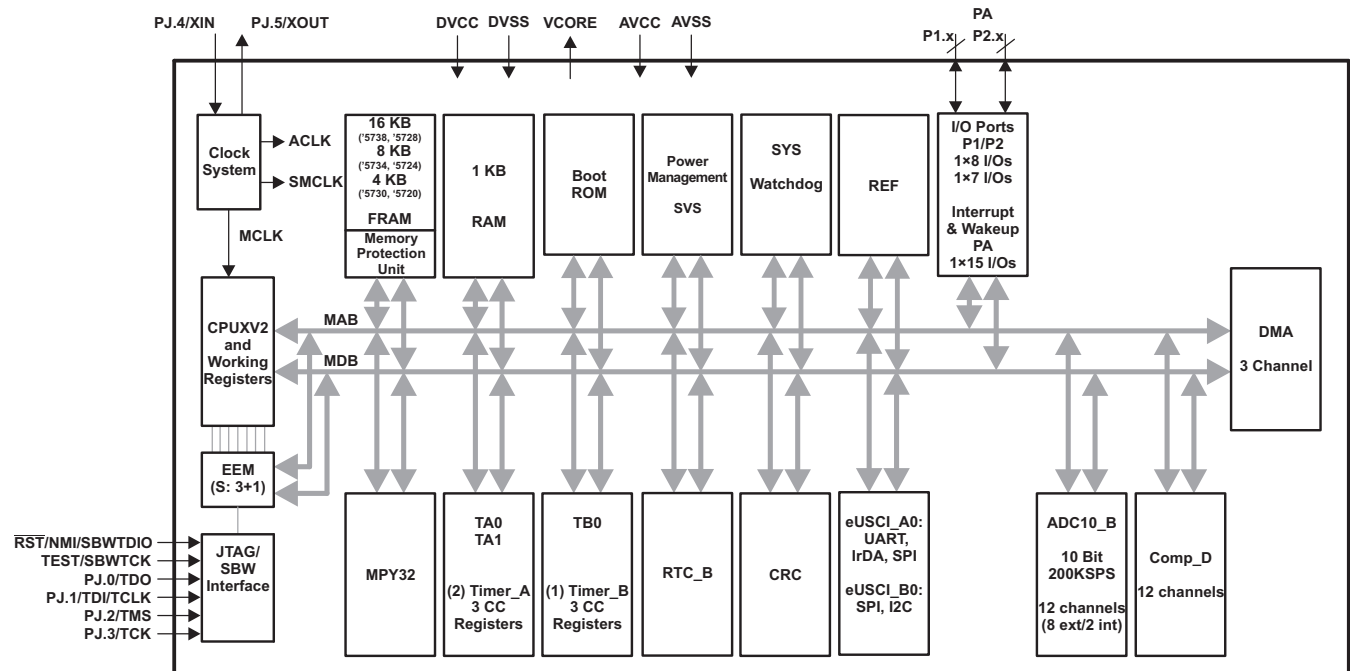 PJ.4/XIN
PJ.5/XOUT
DVCC
DVSS
VCORE
AVCC
AVSS
PA
P1.x
P2.x
Clock
System
ACLK
SMCLK
MCLK
16 KB
('5738, '5728)
8 KB
('5734, '5724)
4 KB
('5730, '5720)
FRAM
Memory
Protection
Unit
1 KB
RAM
Boot
ROM
Power
Management
SVS
SYS
Watchdog
REF
I/O Ports
P1/P2
1×8 I/Os
1×7 I/Os
Interrupt
& Wakeup
PA
1×15 I/Os
CPUXV2
and
Working
Registers
MAB
MDB
DMA
3 Channel
EEM
(S: 3+1)
RST/NMI/SBWTDIO
TEST/SBWTCK
PJ.0/TDO
PJ.1/TDI/TCLK
PJ.2/TMS
PJ.3/TCK
JTAG/
SBW
Interface
MPY32
TA0
TA1
(2) Timer_A
3 CC
Registers
TB0
(1) Timer_B
3 CC
Registers
RTC_B
CRC
eUSCI_A0:
UART,
IrDA, SPI
eUSCI_B0:
SPI, I2C
ADC10_B
10 Bit
200KSPS
12 channels
(8 ext/2 int)
Comp_D
12 channels